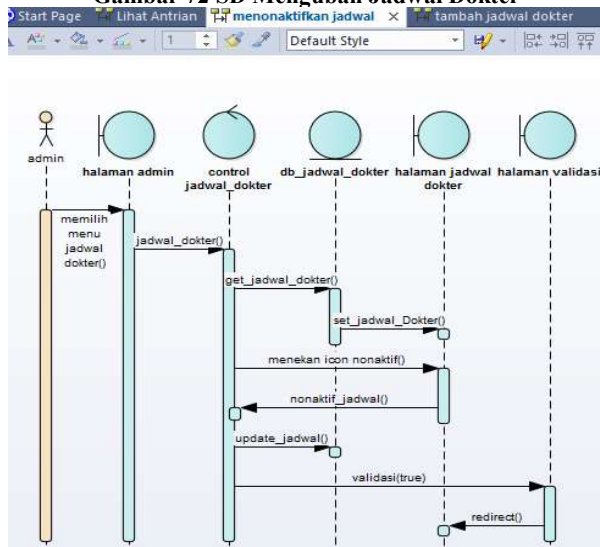 Gambar 72 SD Mengubah Jadwal Dokter
Start Page Lihat Antrian menonaktifkan jadwal × tambah jadwal dokter
A 1 Default Style
admin
halaman admin
control
jadwal_dokter
db_jadwal_dokter
halaman jadwal
dokter
halaman validasi
memilih
menu
jadwal
dokter()
jadwal_dokter()
get_jadwal_dokter()
set_jadwal_Dokter()
menekan icon nonaktif()
nonaktif_jadwal()
update_jadwal()
validasi(true)
redirect()